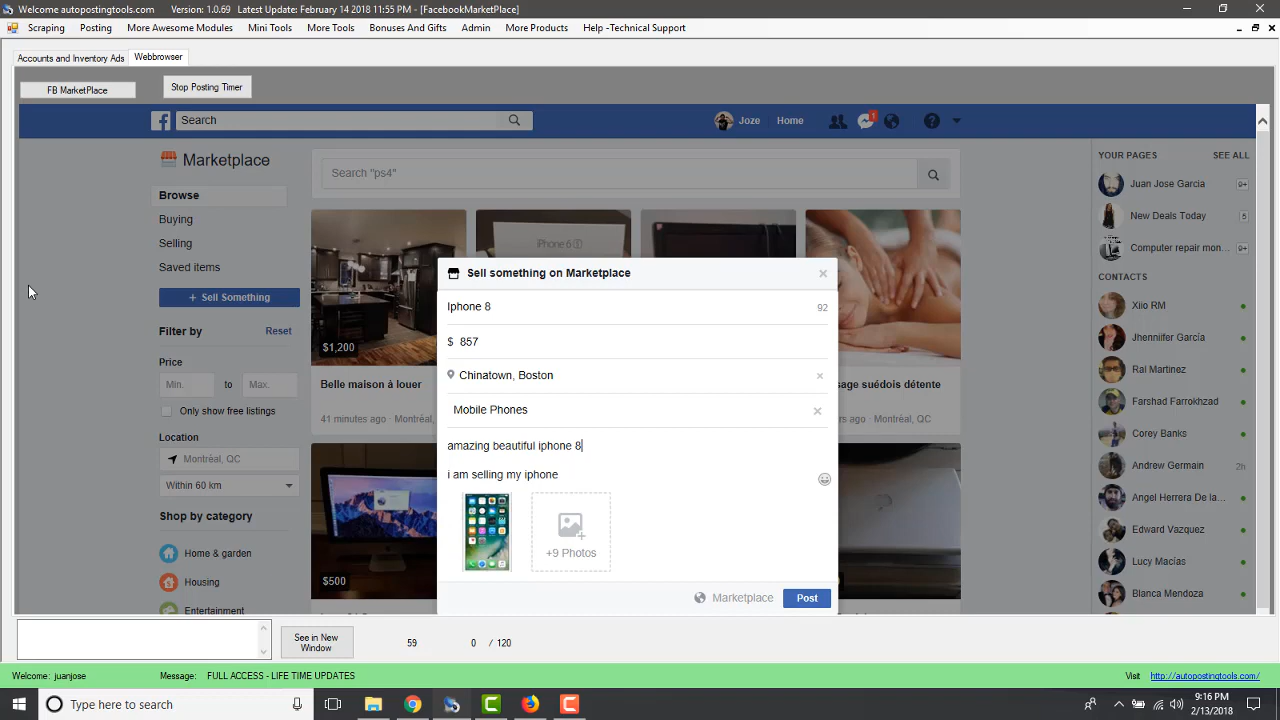 Welcome autopostingtools.com Version: 1.0.69 Latest Update: February 14 2018 11:55 PM - [FacebookMarketPlace]
Scraping Posting More Awesome Modules Mini Tools More Tools Bonuses And Gifts Admin More Products Help -Technical Support
Accounts and Inventory Ads Webbrowser
FB MarketPlace Stop Posting Timer
Search Joze Home 1
Marketplace
Search "ps4"
YOUR PAGES SEE ALL
Browse
Juan Jose Garcia 9+
Buying
New Deals Today 5
Selling
Computer repair mon... 9+
Saved items
iPhone 6
CONTACTS
Sell something on Marketplace
+ Sell Something
Xiio RM
Iphone 8 92
Filter by Reset
Jhenniifer Garcia
$ 857
$1,200
Price
Rai Martinez
Chinatown, Boston
Min. to Max.
Belle maison à louer
sage suédois détente
Farshad Farrokhzad
Only show free listings
Mobile Phones
41 minutes ago · Montréal,
rs ago · Montréal, QC
Corey Banks
Location
amazing beautiful iphone 8
Montréal, QC
Andrew Germain 2h
i am selling my iphone
Within 60 km
Angel Herrera De la...
Shop by category
Edward Vazquez
Home & garden
+9 Photos
Lucy Macías
Housing
$500
Blanca Mendoza
Entertainment
Marketplace Post
See in New
Window
59 0 / 120
Welcome: juanjose Message: FULL ACCESS - LIFE TIME UPDATES Visit http://autopostingtools.com/
Type here to search
9:16 PM
2/13/2018